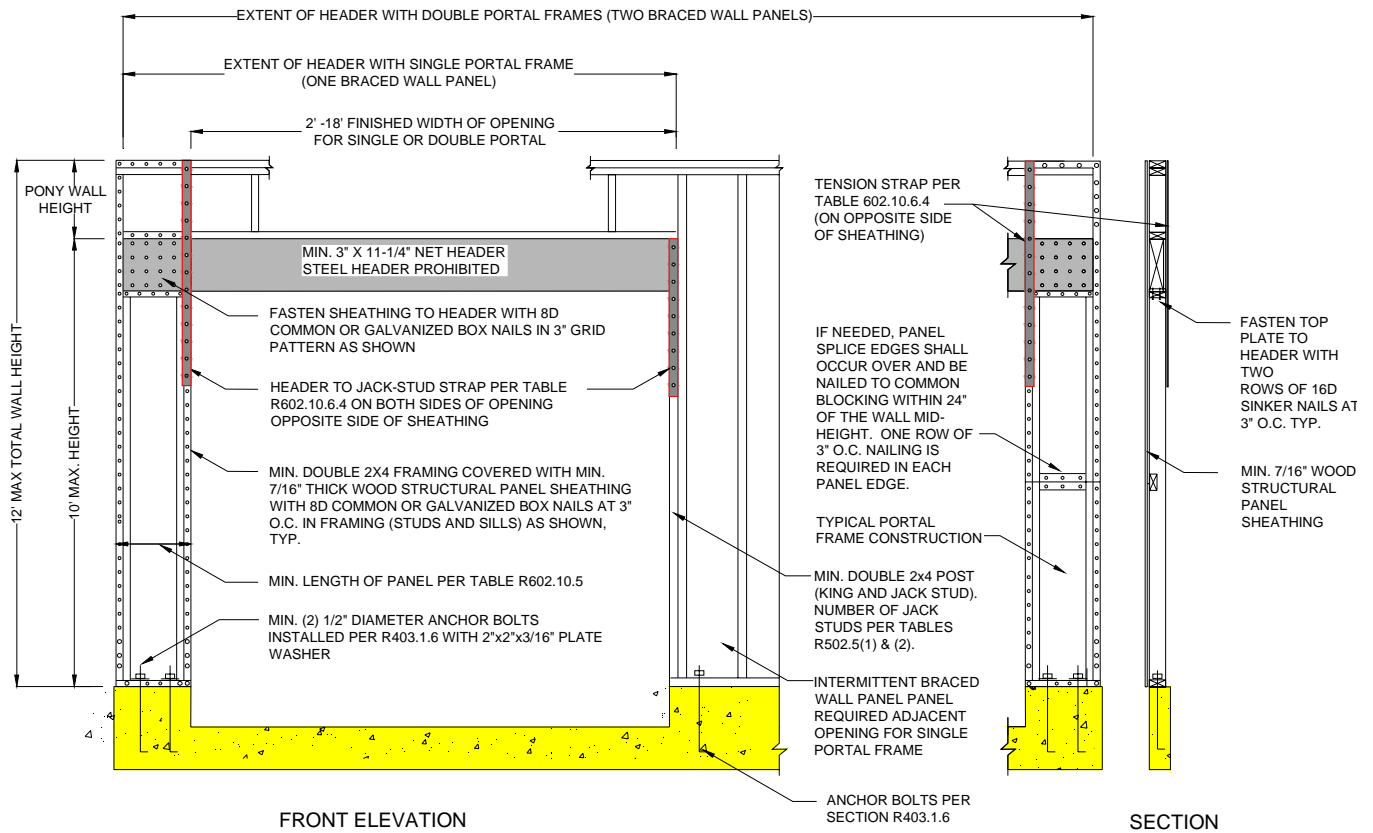 EXTENT OF HEADER WITH DOUBLE PORTAL FRAMES (TWO BRACED WALL PANELS)
EXTENT OF HEADER WITH SINGLE PORTAL FRAME
(ONE BRACED WALL PANEL)
2' -18' FINISHED WIDTH OF OPENING
FOR SINGLE OR DOUBLE PORTAL
PONY WALL
HEIGHT
12' MAX TOTAL WALL HEIGHT
10' MAX. HEIGHT
MIN. 3" X 11-1/4" NET HEADER
STEEL HEADER PROHIBITED
FASTEN SHEATHING TO HEADER WITH 8D
COMMON OR GALVANIZED BOX NAILS IN 3" GRID
PATTERN AS SHOWN
HEADER TO JACK-STUD STRAP PER TABLE
R602.10.6.4 ON BOTH SIDES OF OPENING
OPPOSITE SIDE OF SHEATHING
MIN. DOUBLE 2X4 FRAMING COVERED WITH MIN.
7/16" THICK WOOD STRUCTURAL PANEL SHEATHING
WITH 8D COMMON OR GALVANIZED BOX NAILS AT 3"
O.C. IN FRAMING (STUDS AND SILLS) AS SHOWN,
TYP.
MIN. LENGTH OF PANEL PER TABLE R602.10.5
MIN. (2) 1/2" DIAMETER ANCHOR BOLTS
INSTALLED PER R403.1.6 WITH 2"x2"x3/16" PLATE
WASHER
TENSION STRAP PER
TABLE 602.10.6.4
(ON OPPOSITE SIDE
OF SHEATHING)
IF NEEDED, PANEL
SPLICE EDGES SHALL
OCCUR OVER AND BE
NAILED TO COMMON
BLOCKING WITHIN 24"
OF THE WALL MID-
HEIGHT. ONE ROW OF
3" O.C. NAILING IS
REQUIRED IN EACH
PANEL EDGE.
TYPICAL PORTAL
FRAME CONSTRUCTION
MIN. DOUBLE 2x4 POST
(KING AND JACK STUD).
NUMBER OF JACK
STUDS PER TABLES
R502.5(1) & (2).
INTERMITTENT BRACED
WALL PANEL PANEL
REQUIRED ADJACENT
OPENING FOR SINGLE
PORTAL FRAME
ANCHOR BOLTS PER
SECTION R403.1.6
FASTEN TOP
PLATE TO
HEADER WITH
TWO
ROWS OF 16D
SINKER NAILS AT
3" O.C. TYP.
MIN. 7/16" WOOD
STRUCTURAL
PANEL
SHEATHING
FRONT ELEVATION
SECTION